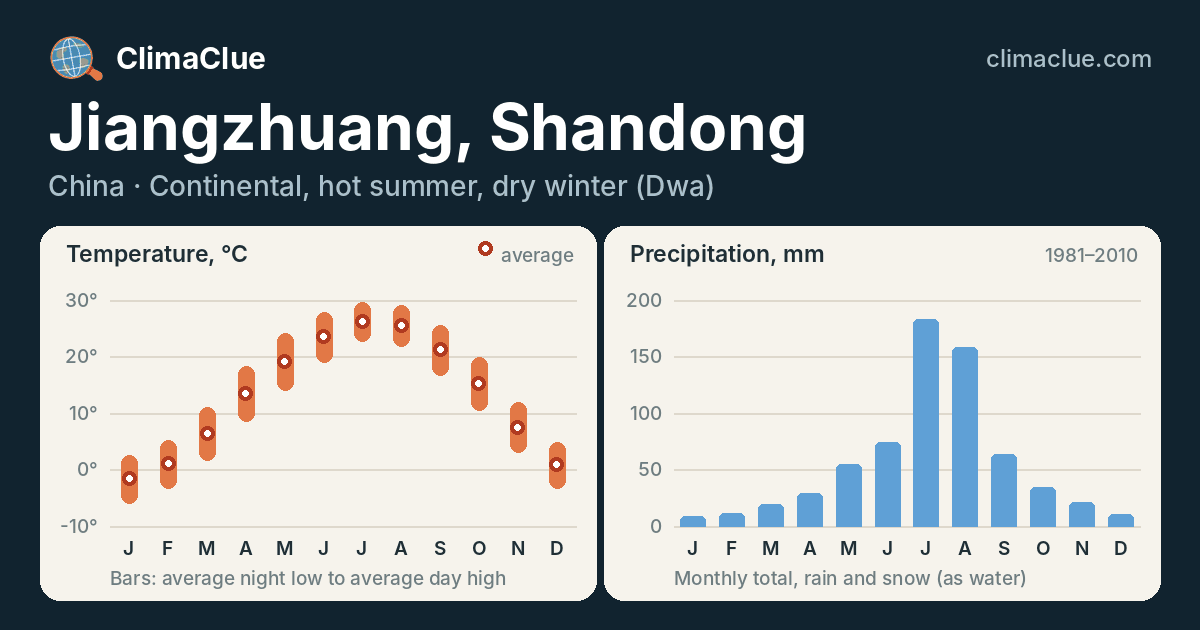 ClimaClue
climaclue.com
Jiangzhuang, Shandong
China · Continental, hot summer, dry winter (Dwa)
Temperature, °C
average
30°
20°
10°
0°
-10°
J F M A M J J A S O N D
Bars: average night low to average day high
Precipitation, mm
1981–2010
200
150
100
50
0
J F M A M J J A S O N D
Monthly total, rain and snow (as water)